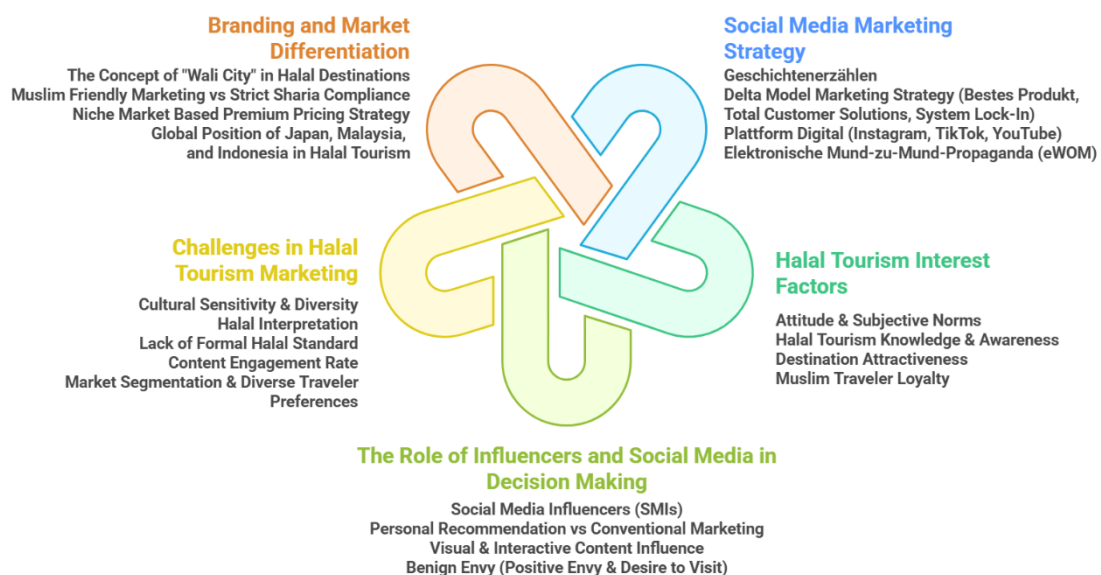 Branding and Market
Differentiation
The Concept of "Wali City" in Halal Destinations
Muslim Friendly Marketing vs Strict Sharia Compliance
Niche Market Based Premium Pricing Strategy
Global Position of Japan, Malaysia,
and Indonesia in Halal Tourism
Social Media Marketing
Strategy
Geschichtenerzählen
Delta Model Marketing Strategy (Bestes Produkt,
Total Customer Solutions, System Lock-In)
Plattform Digital (Instagram, TikTok, YouTube)
Elektronische Mund-zu-Mund-Propaganda (eWOM)
Challenges in Halal
Tourism Marketing
Cultural Sensitivity & Diversity
Halal Interpretation
Lack of Formal Halal Standard
Content Engagement Rate
Market Segmentation & Diverse Traveler
Preferences
Halal Tourism Interest
Factors
Attitude & Subjective Norms
Halal Tourism Knowledge & Awareness
Destination Attractiveness
Muslim Traveler Loyalty
The Role of Influencers and Social Media in
Decision Making
Social Media Influencers (SMIs)
Personal Recommendation vs Conventional Marketing
Visual & Interactive Content Influence
Benign Envy (Positive Envy & Desire to Visit)